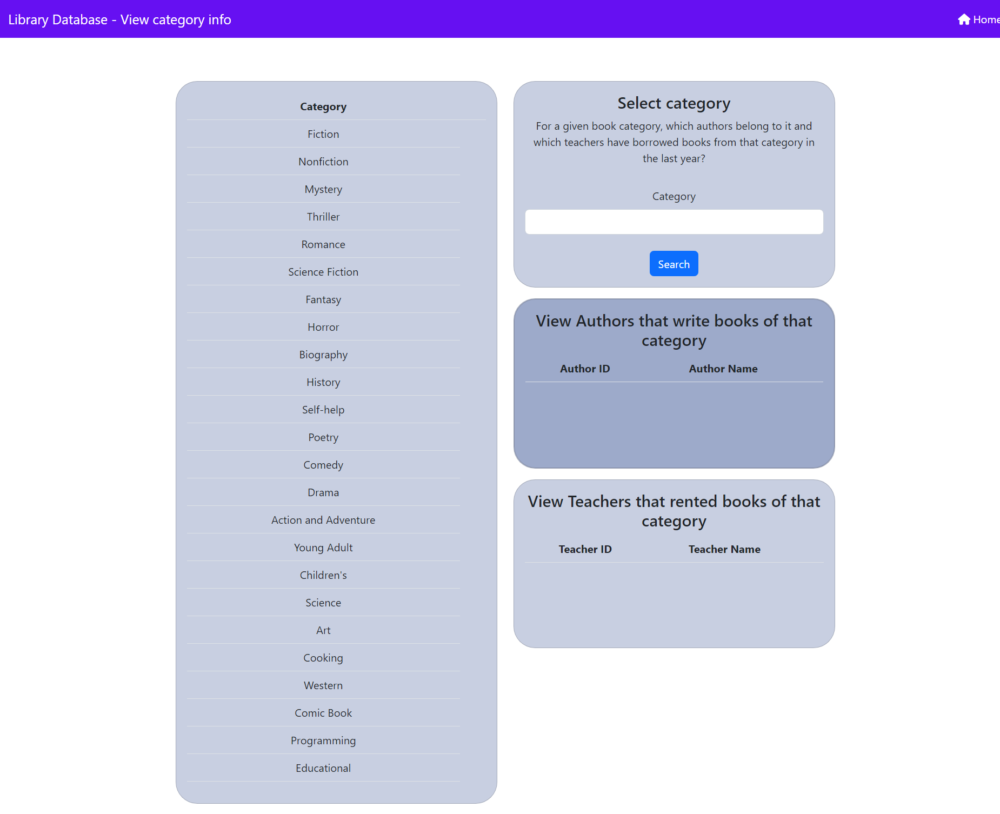 Library Database - View category info
Home
Category
Fiction
Nonfiction
Mystery
Thriller
Romance
Science Fiction
Fantasy
Horror
Biography
History
Self-help
Poetry
Comedy
Drama
Action and Adventure
Young Adult
Children's
Science
Art
Cooking
Western
Comic Book
Programming
Educational
Select category
For a given book category, which authors belong to it and
which teachers have borrowed books from that category in
the last year?
Category
Search
View Authors that write books of that
category
Author ID Author Name
View Teachers that rented books of that
category
Teacher ID Teacher Name